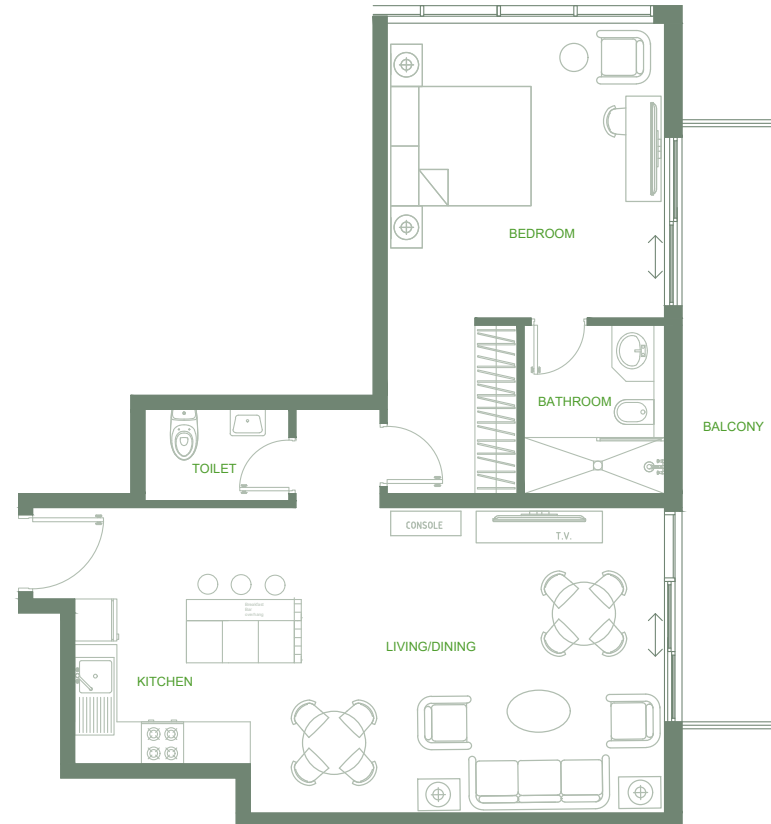 BEDROOM
BATHROOM
BALCONY
TOILET
CONSOLE
T.V.
LIVING/DINING
KITCHEN